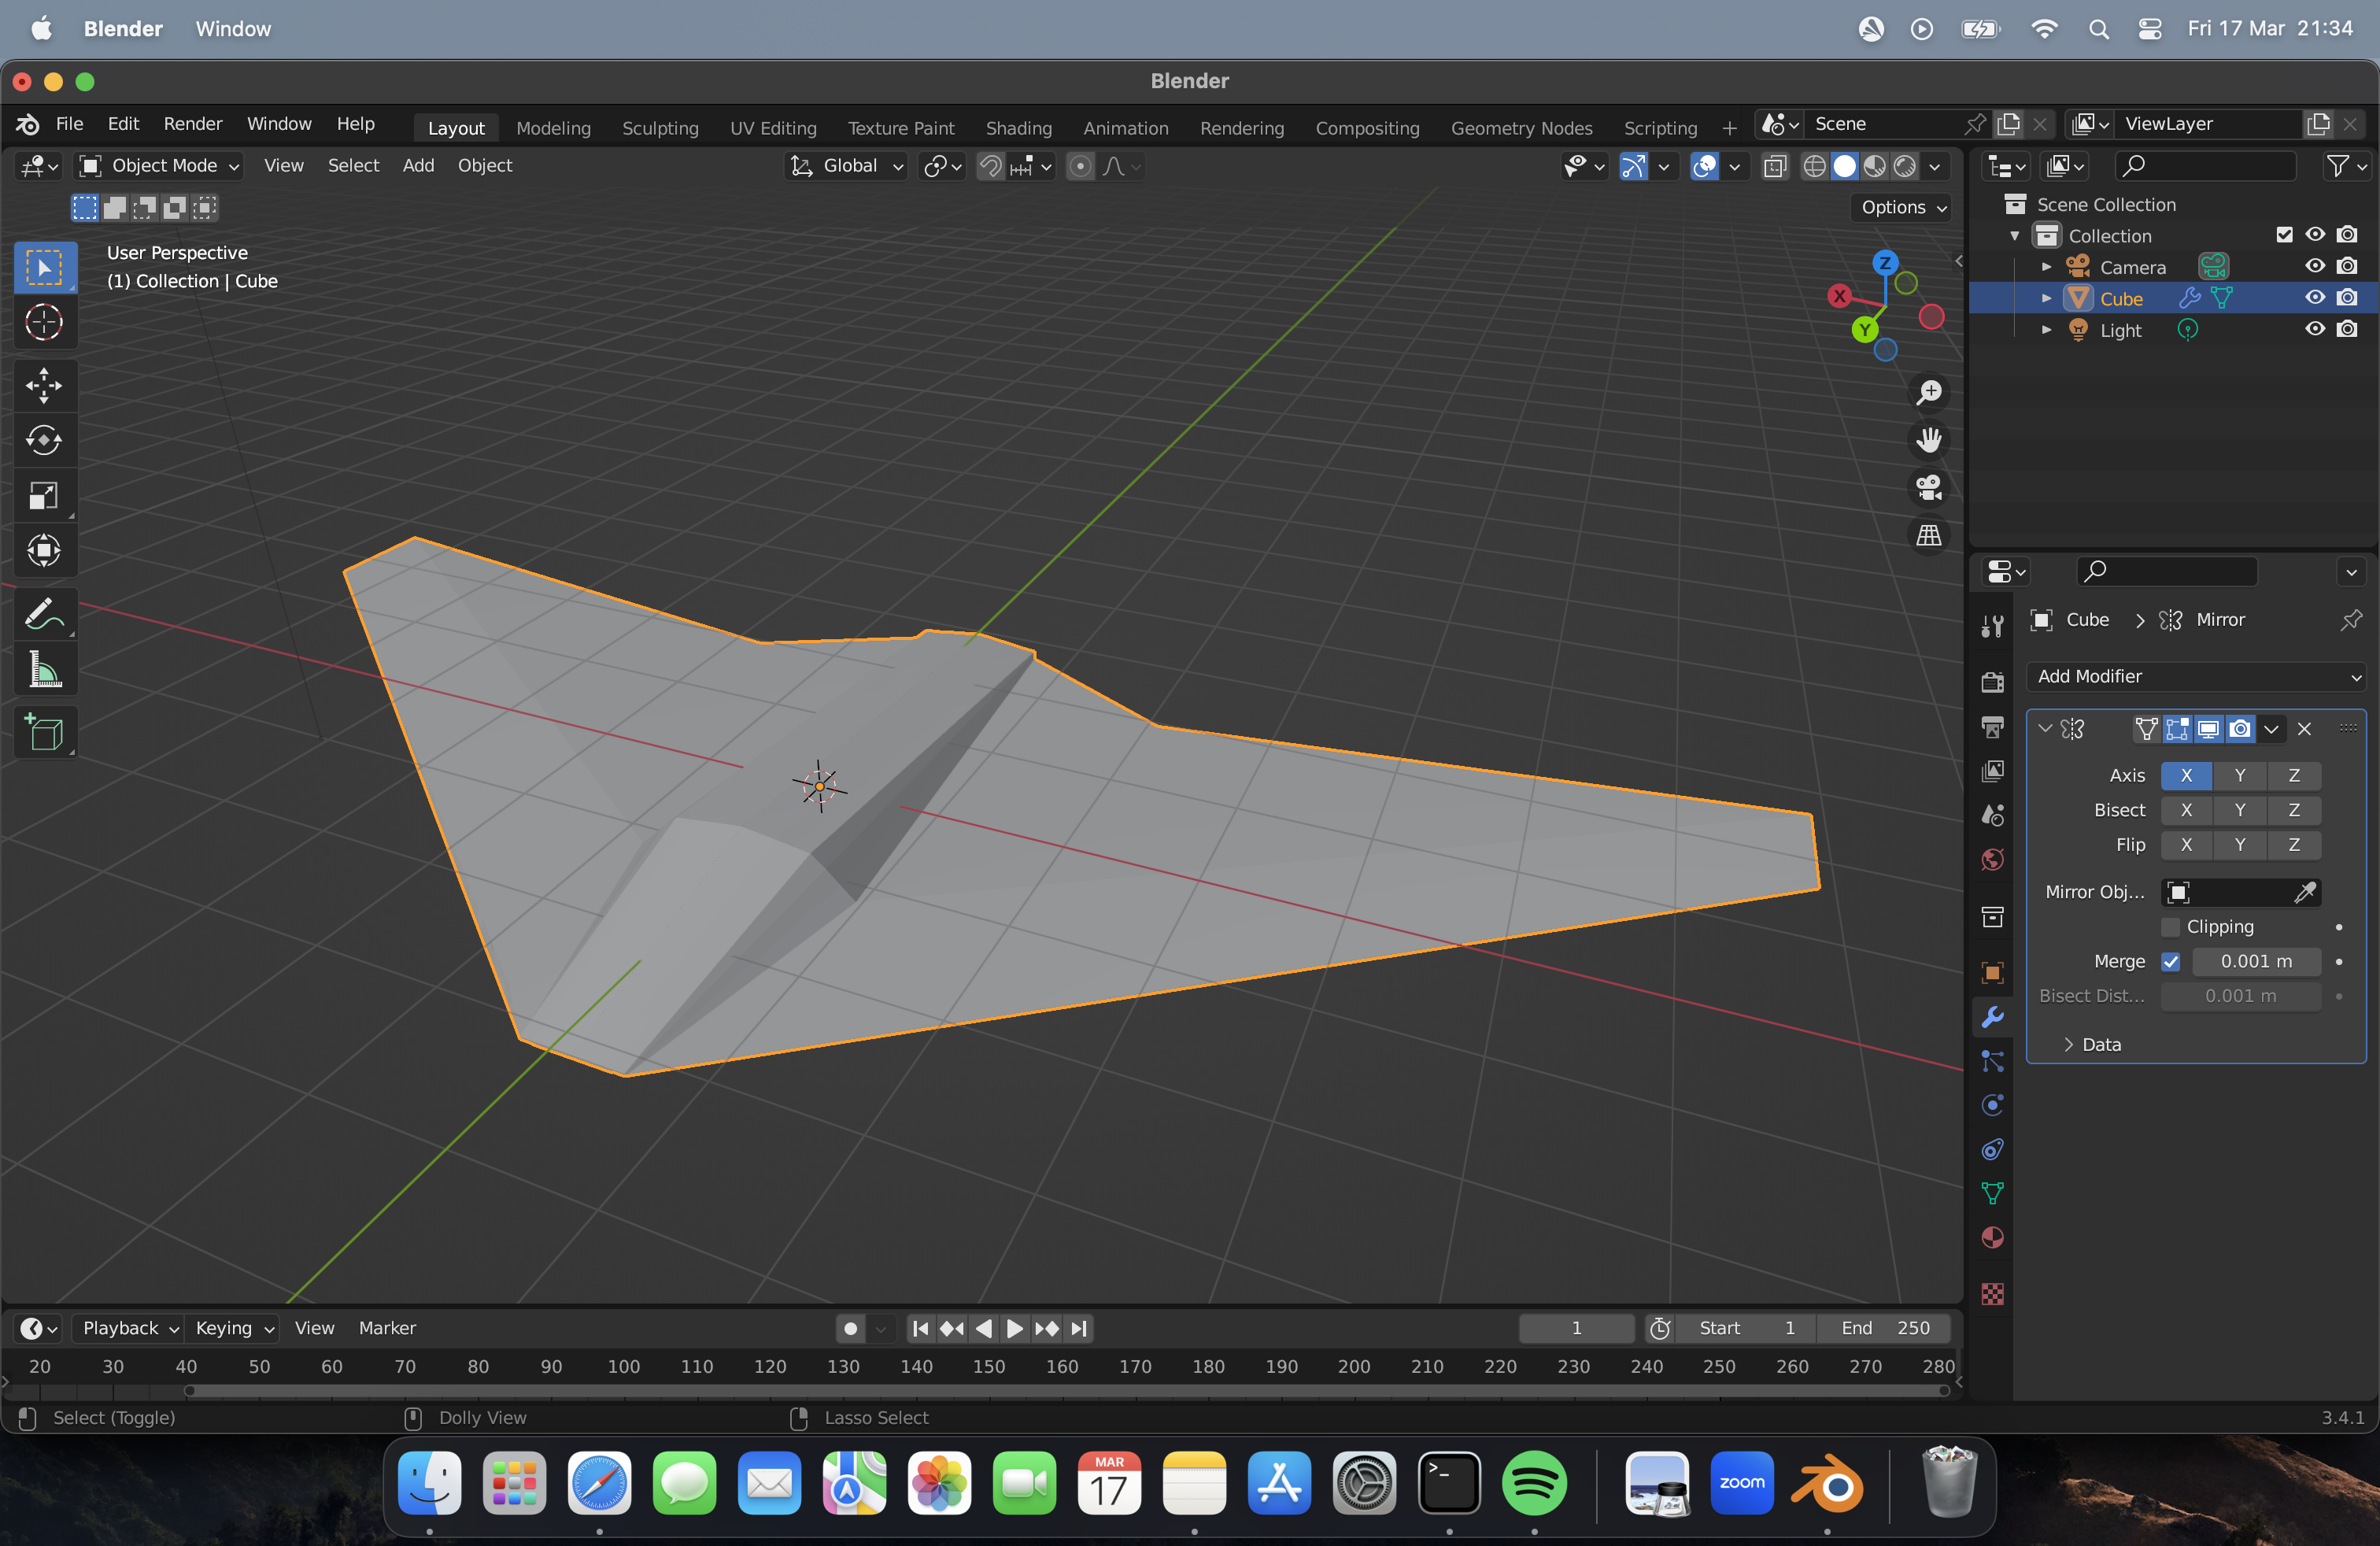 Blender Window Fri 17 Mar 21:34
Blender
File Edit Render Window Help Layout Modeling Sculpting UV Editing Texture Paint Shading Animation Rendering Compositing Geometry Nodes Scripting + Scene ViewLayer
Object Mode View Select Add Object Global
Options
User Perspective
(1) Collection | Cube
Z
X
Y
Scene Collection
Collection
Camera
Cube
Light
Cube > Mirror
Add Modifier
Axis X Y Z
Bisect X Y Z
Flip X Y Z
Mirror Obj...
Clipping
Merge 0.001 m
Bisect Dist... 0.001 m
Data
Playback Keying View Marker 1 Start 1 End 250
20 30 40 50 60 70 80 90 100 110 120 130 140 150 160 170 180 190 200 210 220 230 240 250 260 270 280
Select (Toggle) Dolly View Lasso Select 3.4.1
MAR
17
>_
zoom